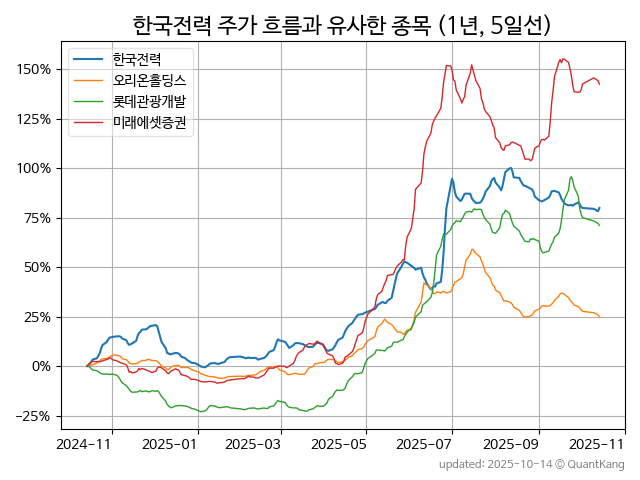 한국전력 주가 흐름과 유사한 종목 (1년, 5일선)
한국전력
오리온홀딩스
롯데관광개발
미래에셋증권
150%
125%
100%
75%
50%
25%
0%
−25%
2024-11
2025-01
2025-03
2025-05
2025-07
2025-09
2025-11
updated: 2025-10-14 © QuantKang